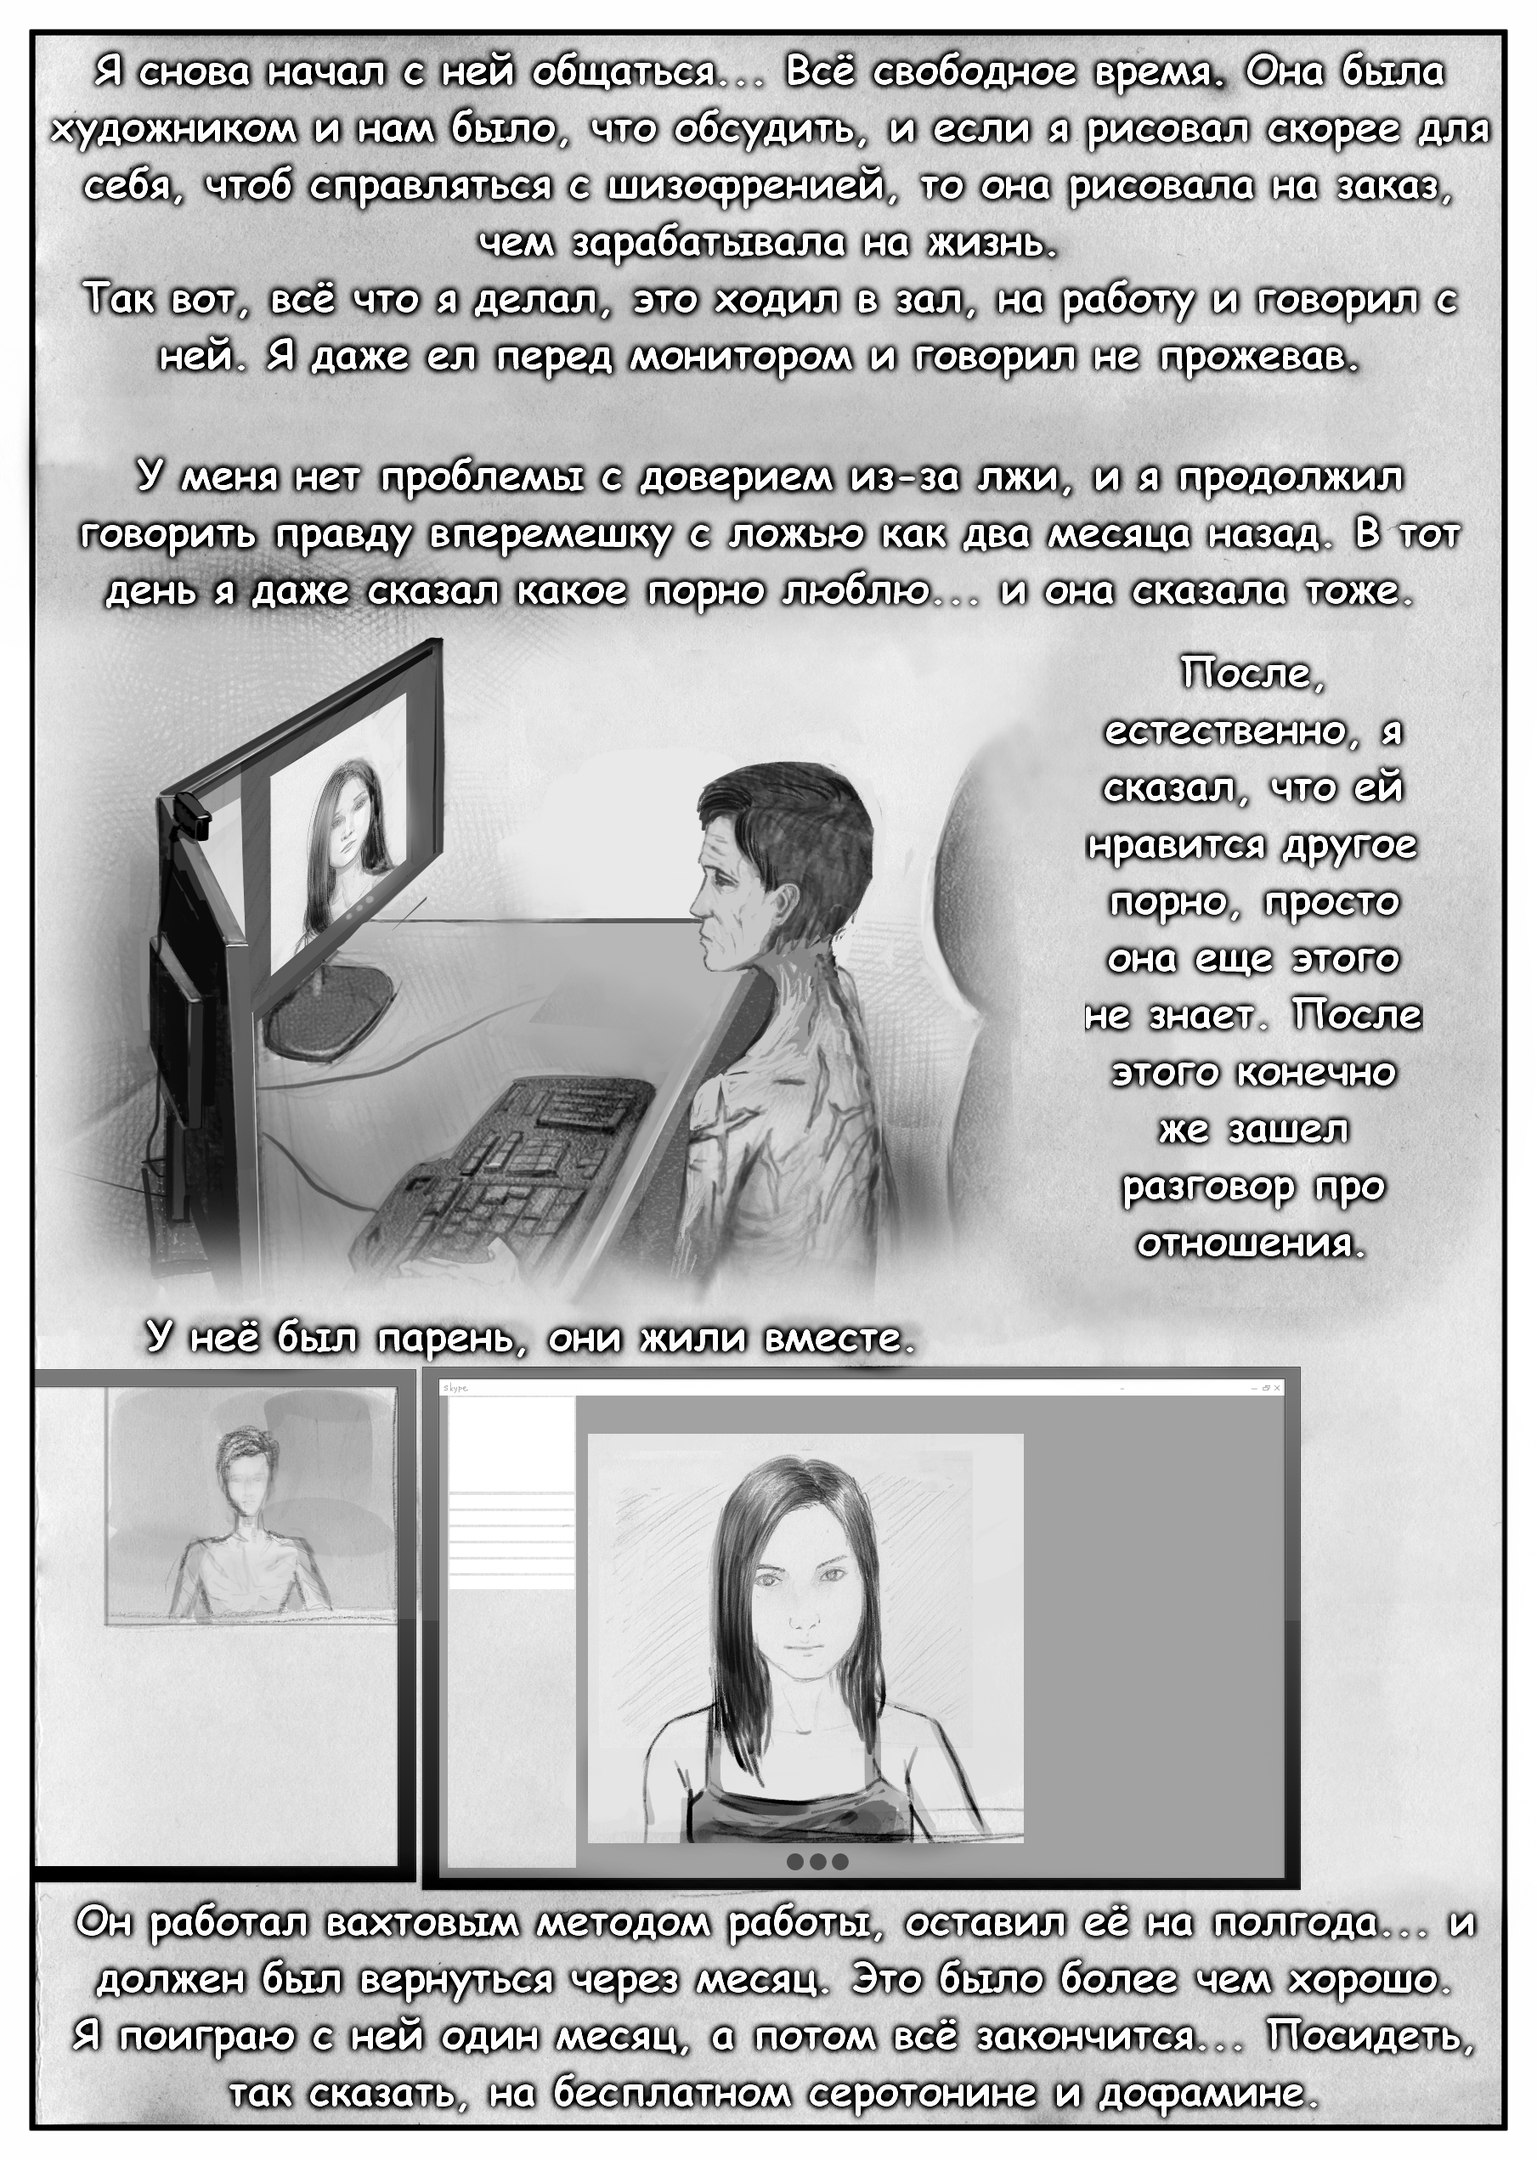 Я снова начал с ней общаться... Всё свободное время. Она была
художником и нам было, что обсудить, и если я рисовал скорее для
себя, чтоб справляться с шизофренией, то она рисовала на заказ,
чем зарабатывала на жизнь.
Так вот, всё что я делал, это ходил в зал, на работу и говорил с
ней. Я даже ел перед монитором и говорил не прожевав.
У меня нет проблемы с доверием из-за лжи, и я продолжил
говорить правду вперемешку с ложью как два месяца назад. В тот
день я даже сказал какое порно люблю... и она сказала тоже.
После,
естественно, я
сказал, что ей
нравится другое
порно, просто
она еще этого
не знает. После
этого конечно
же зашел
разговор про
отношения.
У неё был парень, они жили вместе.
skype
Он работал вахтовым методом работы, оставил её на полгода... и
должен был вернуться через месяц. Это было более чем хорошо.
Я поиграю с ней один месяц, а потом всё закончится... Посидеть,
так сказать, на бесплатном серотонине и дофамине.